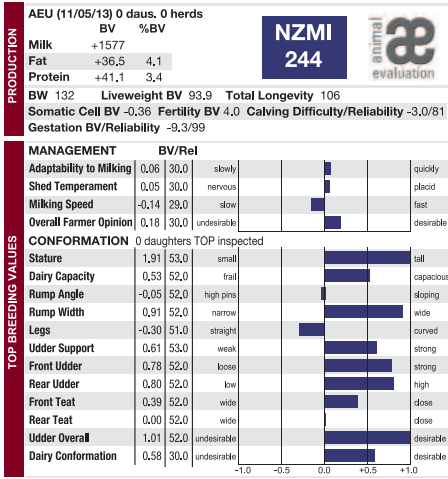 PRODUCTION
AEU (11/05/13) 0 daus. 0 herds
BV %BV
Milk +1577
Fat +36.5 4.1
Protein +41.1 3.4
NZMI
244
animal
evaluation
ae
BW 132 Liveweight BV 93.9 Total Longevity 106
Somatic Cell BV -0.36 Fertility BV 4.0 Calving Difficulty/Reliability -3.0/81
Gestation BV/Reliability -9.3/99
TOP BREEDING VALUES
MANAGEMENT BV/Rel
Adaptability to Milking 0.06 30.0 slowly quickly
Shed Temperament 0.05 30.0 nervous placid
Milking Speed -0.14 29.0 slow fast
Overall Farmer Opinion 0.18 30.0 undesirable desirable
CONFORMATION 0 daughters TOP inspected
Stature 1.91 53.0 small tall
Dairy Capacity 0.53 52.0 frail capacious
Rump Angle -0.05 52.0 high pins sloping
Rump Width 0.91 52.0 narrow wide
Legs -0.30 51.0 straight curved
Udder Support 0.61 53.0 weak strong
Front Udder 0.78 52.0 loose strong
Rear Udder 0.80 52.0 low high
Front Teat 0.39 52.0 wide close
Rear Teat 0.00 52.0 wide close
Udder Overall 1.01 52.0 undesirable desirable
Dairy Conformation 0.58 30.0 undesirable desirable
-1.0 -0.5 0.0 +0.5 +1.0